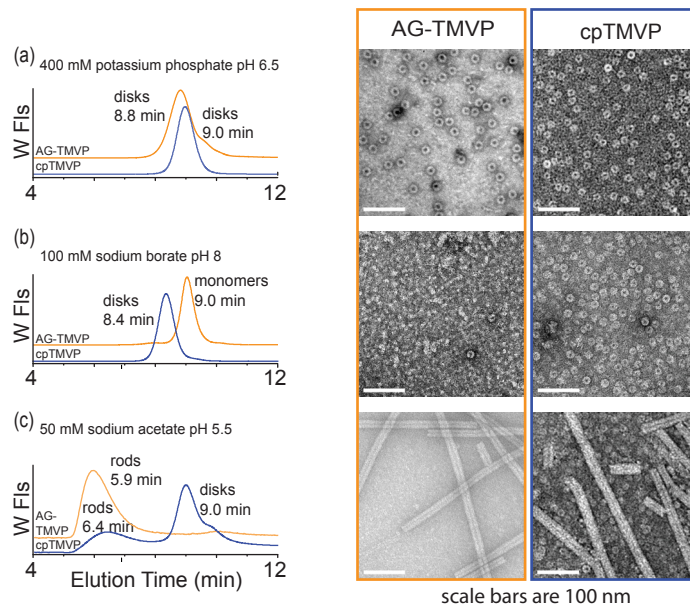 (a) 400 mM potassium phosphate pH 6.5
disks
8.8 min
disks
9.0 min
W Fls
AG-TMVP
cpTMVP
4
12
(b)
100 mM sodium borate pH 8
disks
8.4 min
monomers
9.0 min
W Fls
AG-TMVP
cpTMVP
4
12
(c) 50 mM sodium acetate pH 5.5
rods
5.9 min
rods
6.4 min
disks
9.0 min
W Fls
AG-
TMVP
cpTMVP
4
12
Elution Time (min)
AG-TMVP
cpTMVP
scale bars are 100 nm